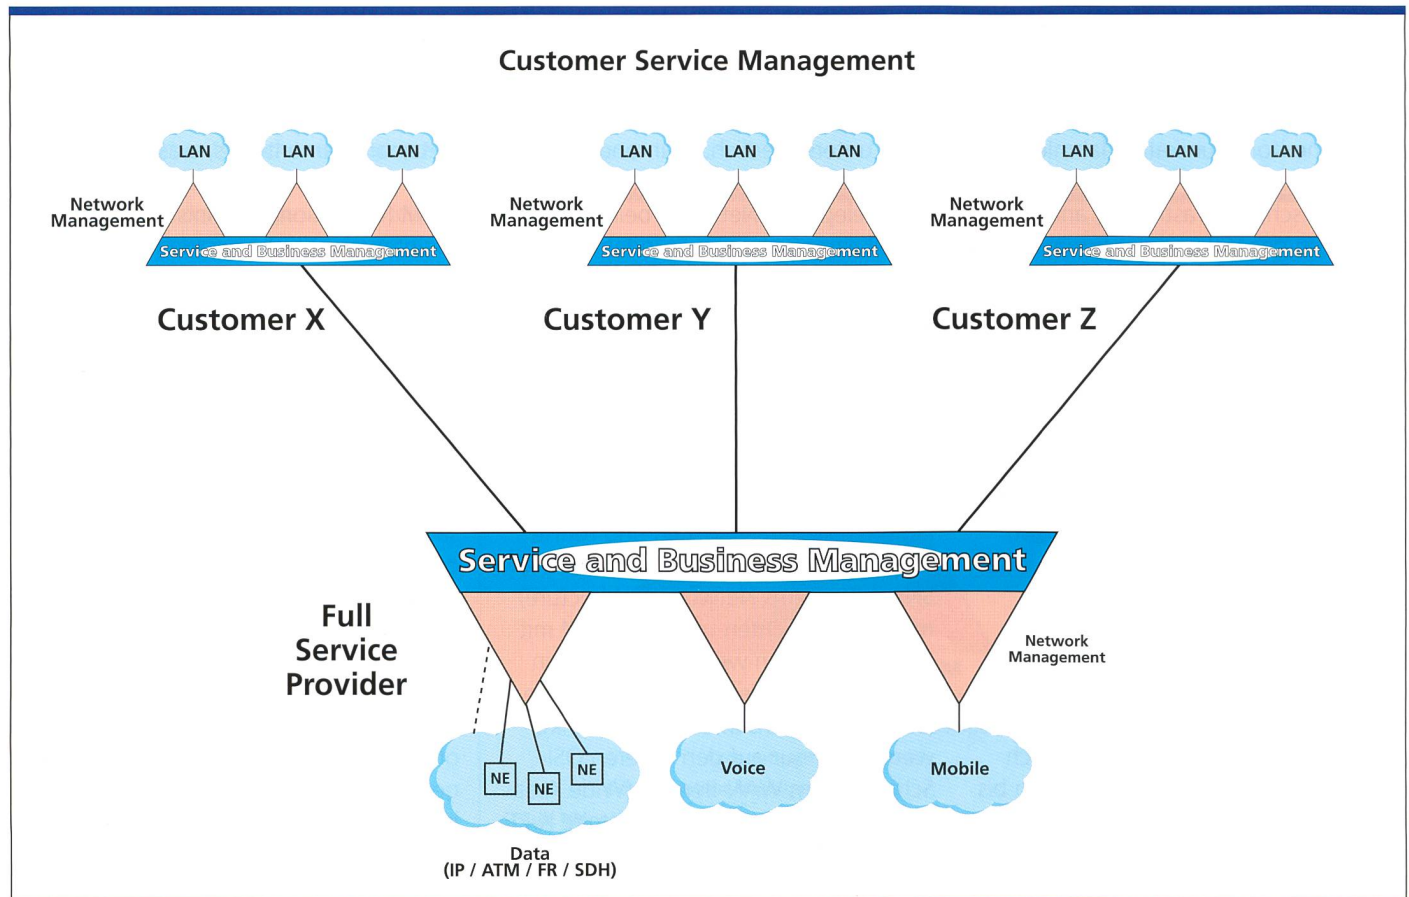 Customer Service Management
LAN
LAN
LAN
LAN
LAN
LAN
LAN
LAN
LAN
Network
Management
Network
Management
Network
Management
Service and Business Management
Service and Business Management
Service and Business Management
Customer X
Customer Y
Customer Z
Service and Business Management
Full
Service
Provider
Network
Management
NE
NE
NE
Voice
Mobile
Data
(IP / ATM / FR / SDH)